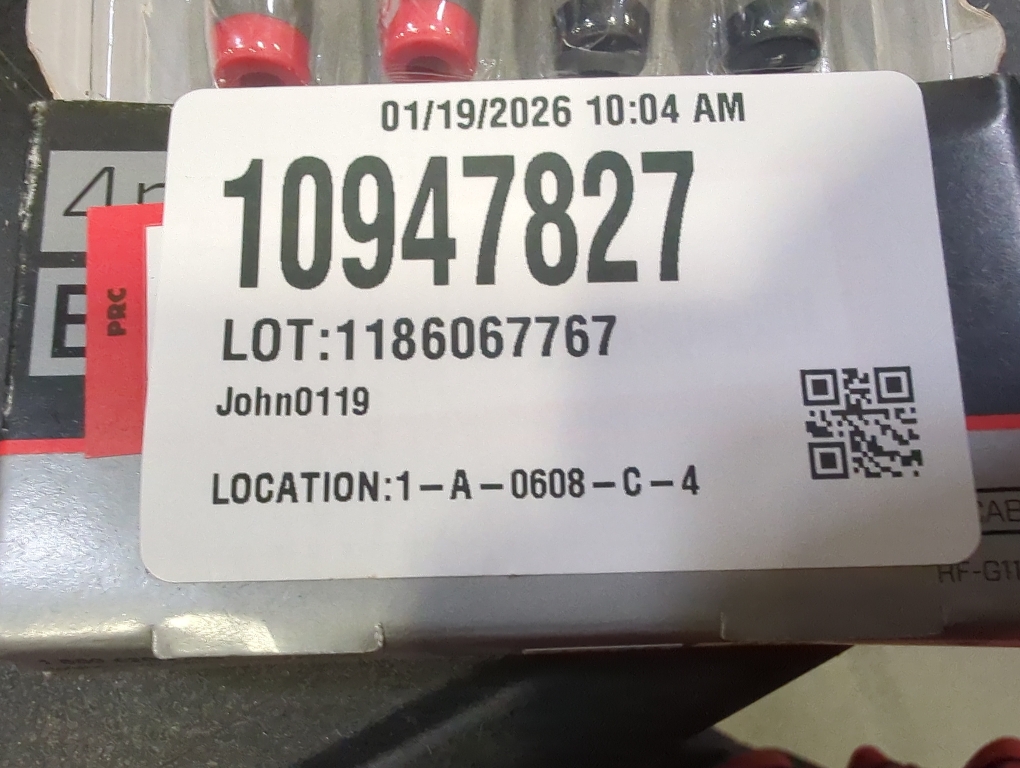 01/19/2026 10:04 AM
10947827
LOT:1186067767
John0119
LOCATION:1-A-0608-C-4
PRC